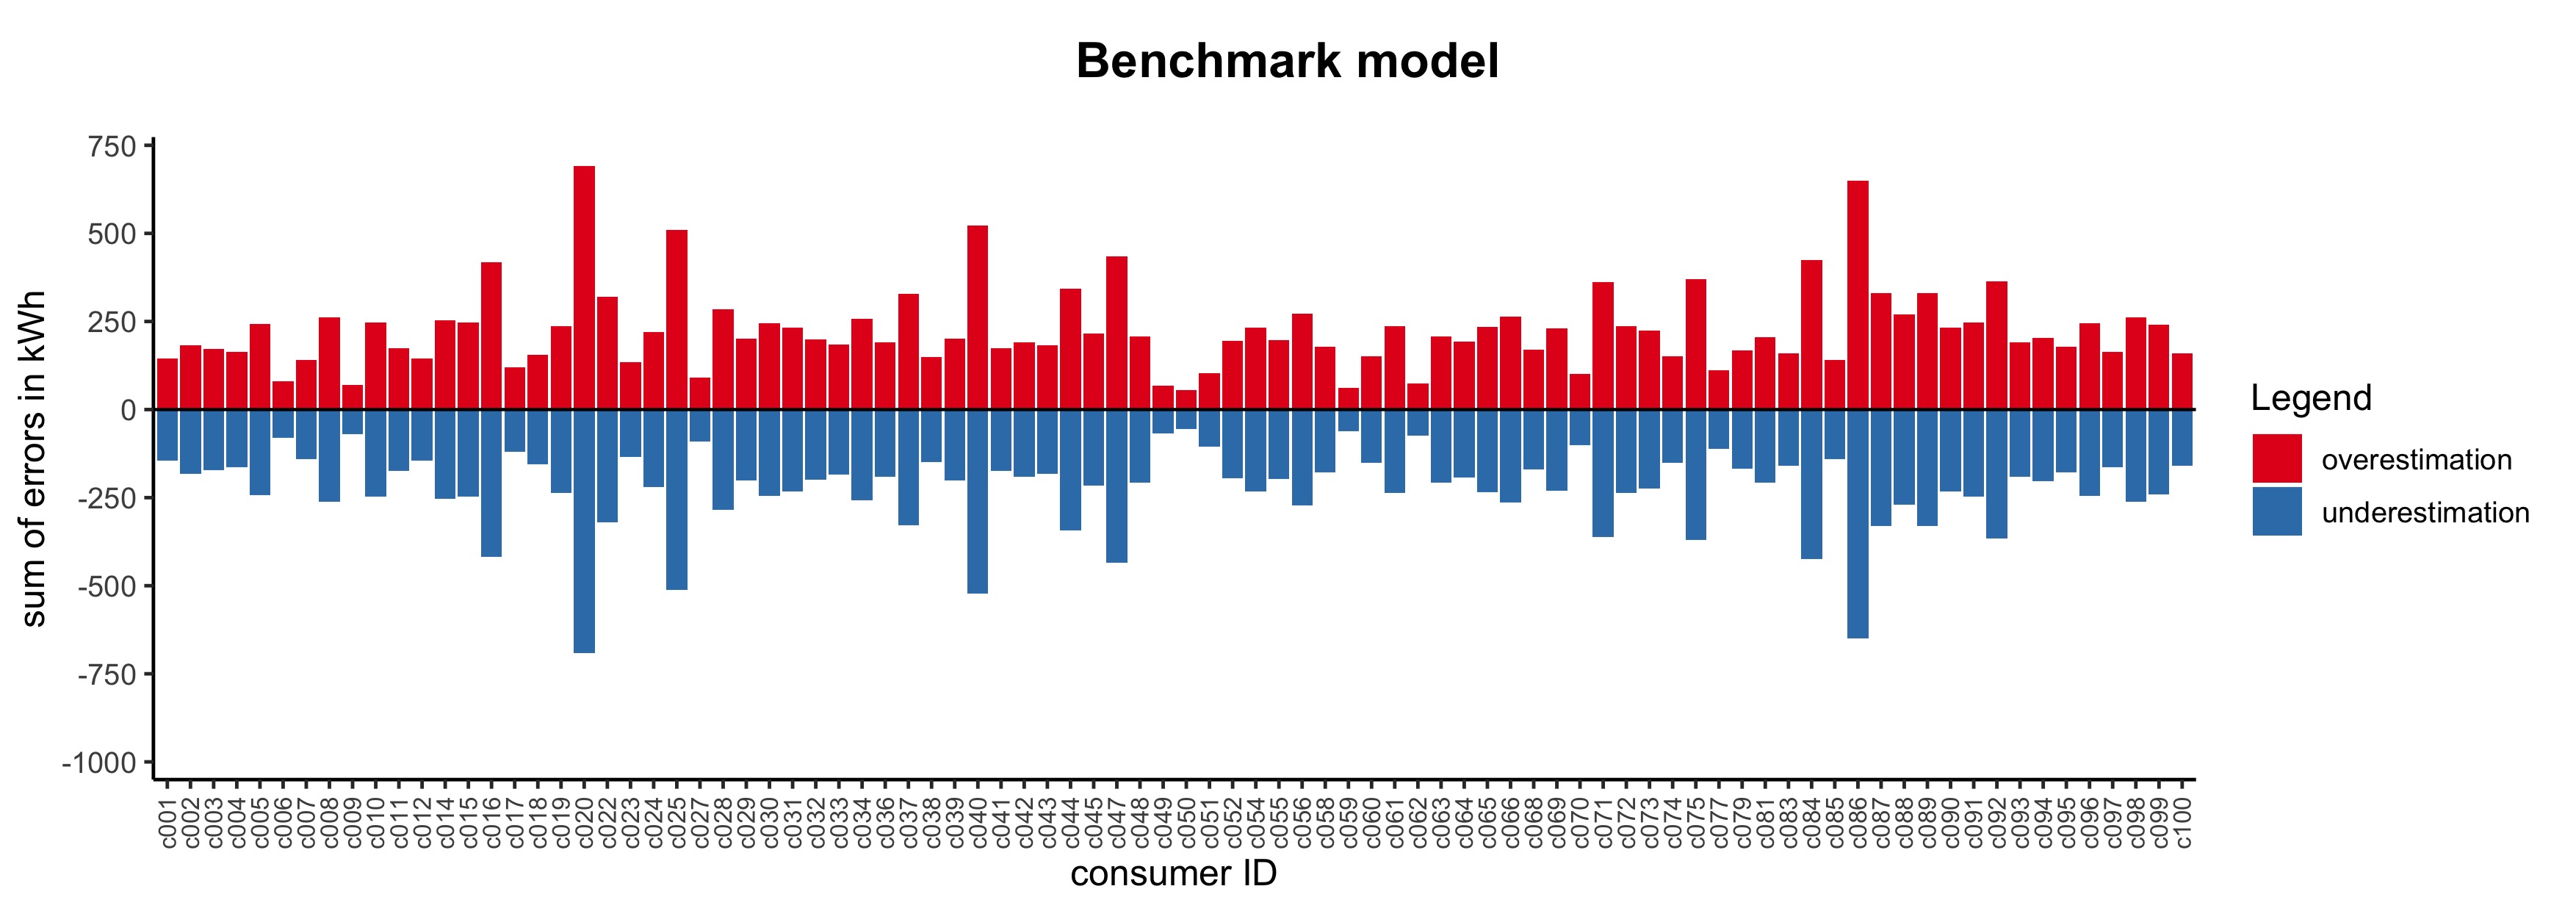 Benchmark model
750
500
250
0
-250
-500
-750
-1000
sum of errors in kWh
c001 c002 c003 c004 c005 c006 c007 c008 c009 c010 c011 c012 c014 c015 c016 c017 c018 c019 c020 c022 c023 c024 c025 c027 c028 c029 c030 c031 c032 c033 c034 c036 c037 c038 c039 c040 c041 c042 c043 c044 c045 c047 c048 c049 c050 c051 c052 c054 c055 c056 c058 c059 c060 c061 c062 c063 c064 c065 c066 c068 c069 c070 c071 c072 c073 c074 c075 c077 c079 c081 c083 c084 c085 c086 c087 c088 c089 c090 c091 c092 c093 c094 c095 c096 c097 c098 c099 c100
consumer ID
Legend
overestimation
underestimation